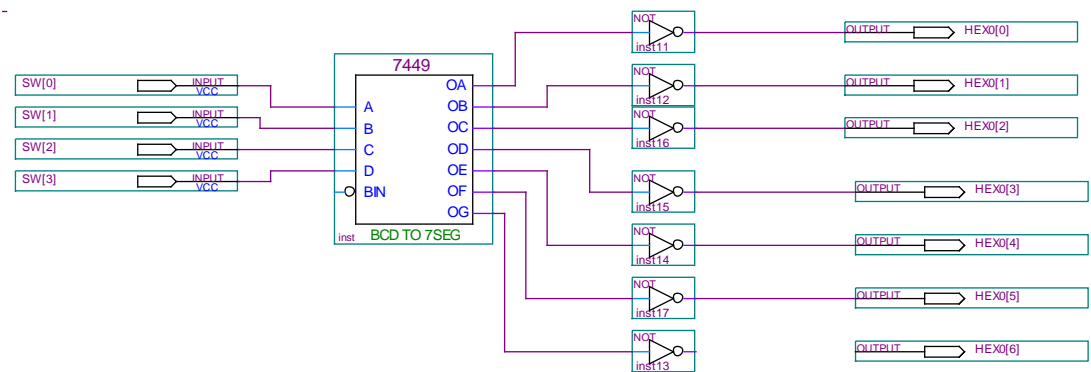 NOT
inst11
OUTPUT
HEX0[0]
7449
SW[0]
INPUT
VCC
SW[1]
INPUT
VCC
SW[2]
INPUT
VCC
SW[3]
INPUT
VCC
A
B
C
D
BIN
OA
OB
OC
OD
OE
OF
OG
inst
BCD TO 7SEG
NOT
inst12
OUTPUT
HEX0[1]
NOT
inst16
OUTPUT
HEX0[2]
NOT
inst15
OUTPUT
HEX0[3]
NOT
inst14
OUTPUT
HEX0[4]
NOT
inst17
OUTPUT
HEX0[5]
NOT
inst13
OUTPUT
HEX0[6]